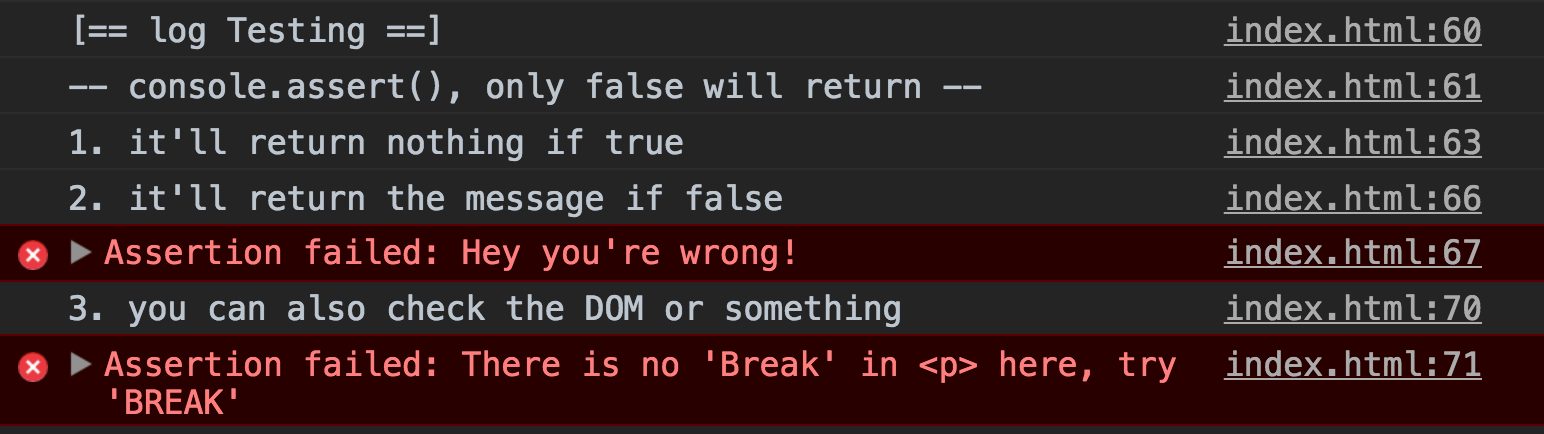 [== log Testing ==] index.html:60
-- console.assert(), only false will return -- index.html:61
1. it'll return nothing if true index.html:63
2. it'll return the message if false index.html:66
Assertion failed: Hey you're wrong! index.html:67
3. you can also check the DOM or something index.html:70
Assertion failed: There is no 'Break' in <p> here, try index.html:71
'BREAK'